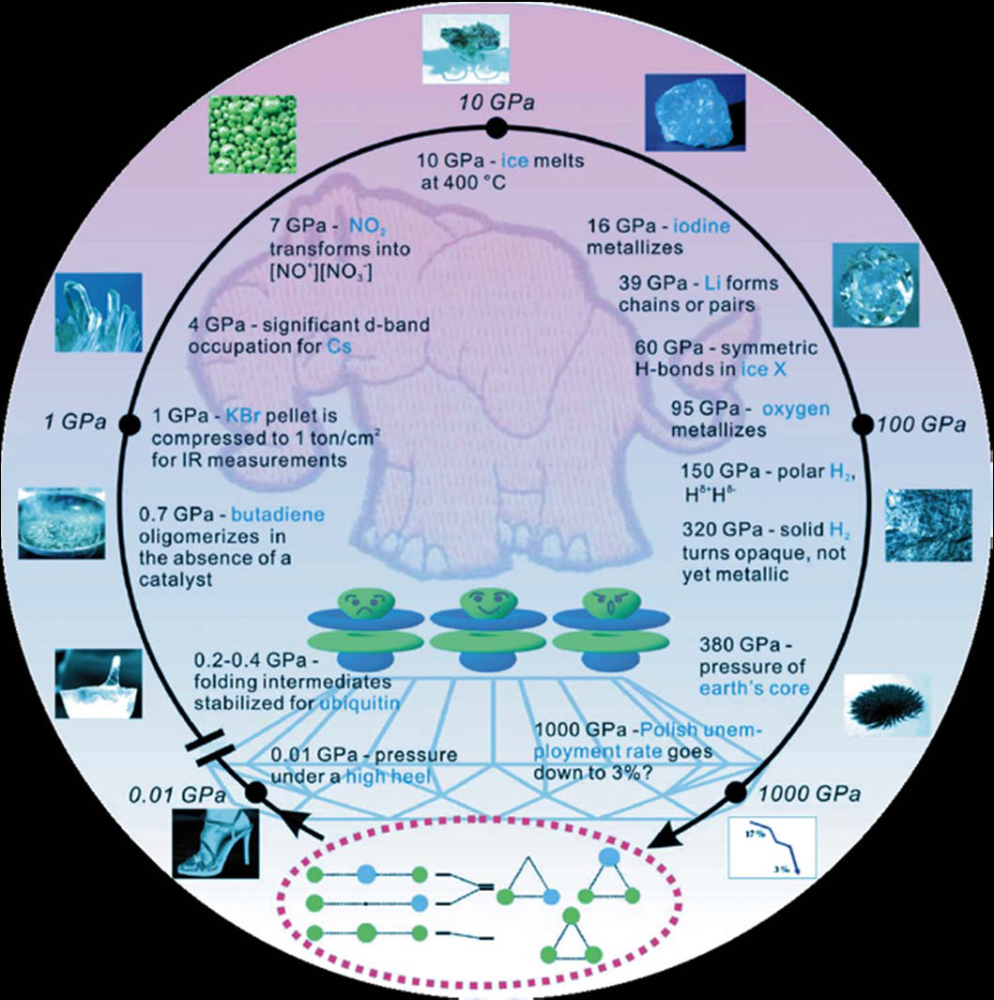 10 GPa
10 GPa - ice melts
at 400 °C
7 GPa - NO₂
transforms into
[NO⁺][NO₃⁻]
16 GPa - iodine
metallizes
39 GPa - Li forms
chains or pairs
4 GPa - significant d-band
occupation for Cs
60 GPa - symmetric
H-bonds in ice X
1 GPa
1 GPa - KBr pellet is
compressed to 1 ton/cm²
for IR measurements
95 GPa - oxygen
metallizes
100 GPa
150 GPa - polar H₂,
Hᵟ⁺Hᵟ⁻
0.7 GPa - butadiene
oligomerizes in
the absence of a
catalyst
320 GPa - solid H₂
turns opaque, not
yet metallic
0.2-0.4 GPa -
folding intermediates
stabilized for ubiquitin
380 GPa -
pressure of
earth's core
0.01 GPa - pressure
under a high heel
1000 GPa -Polish unem-
ployment rate goes
down to 3%?
0.01 GPa
1000 GPa
17 %
3 %